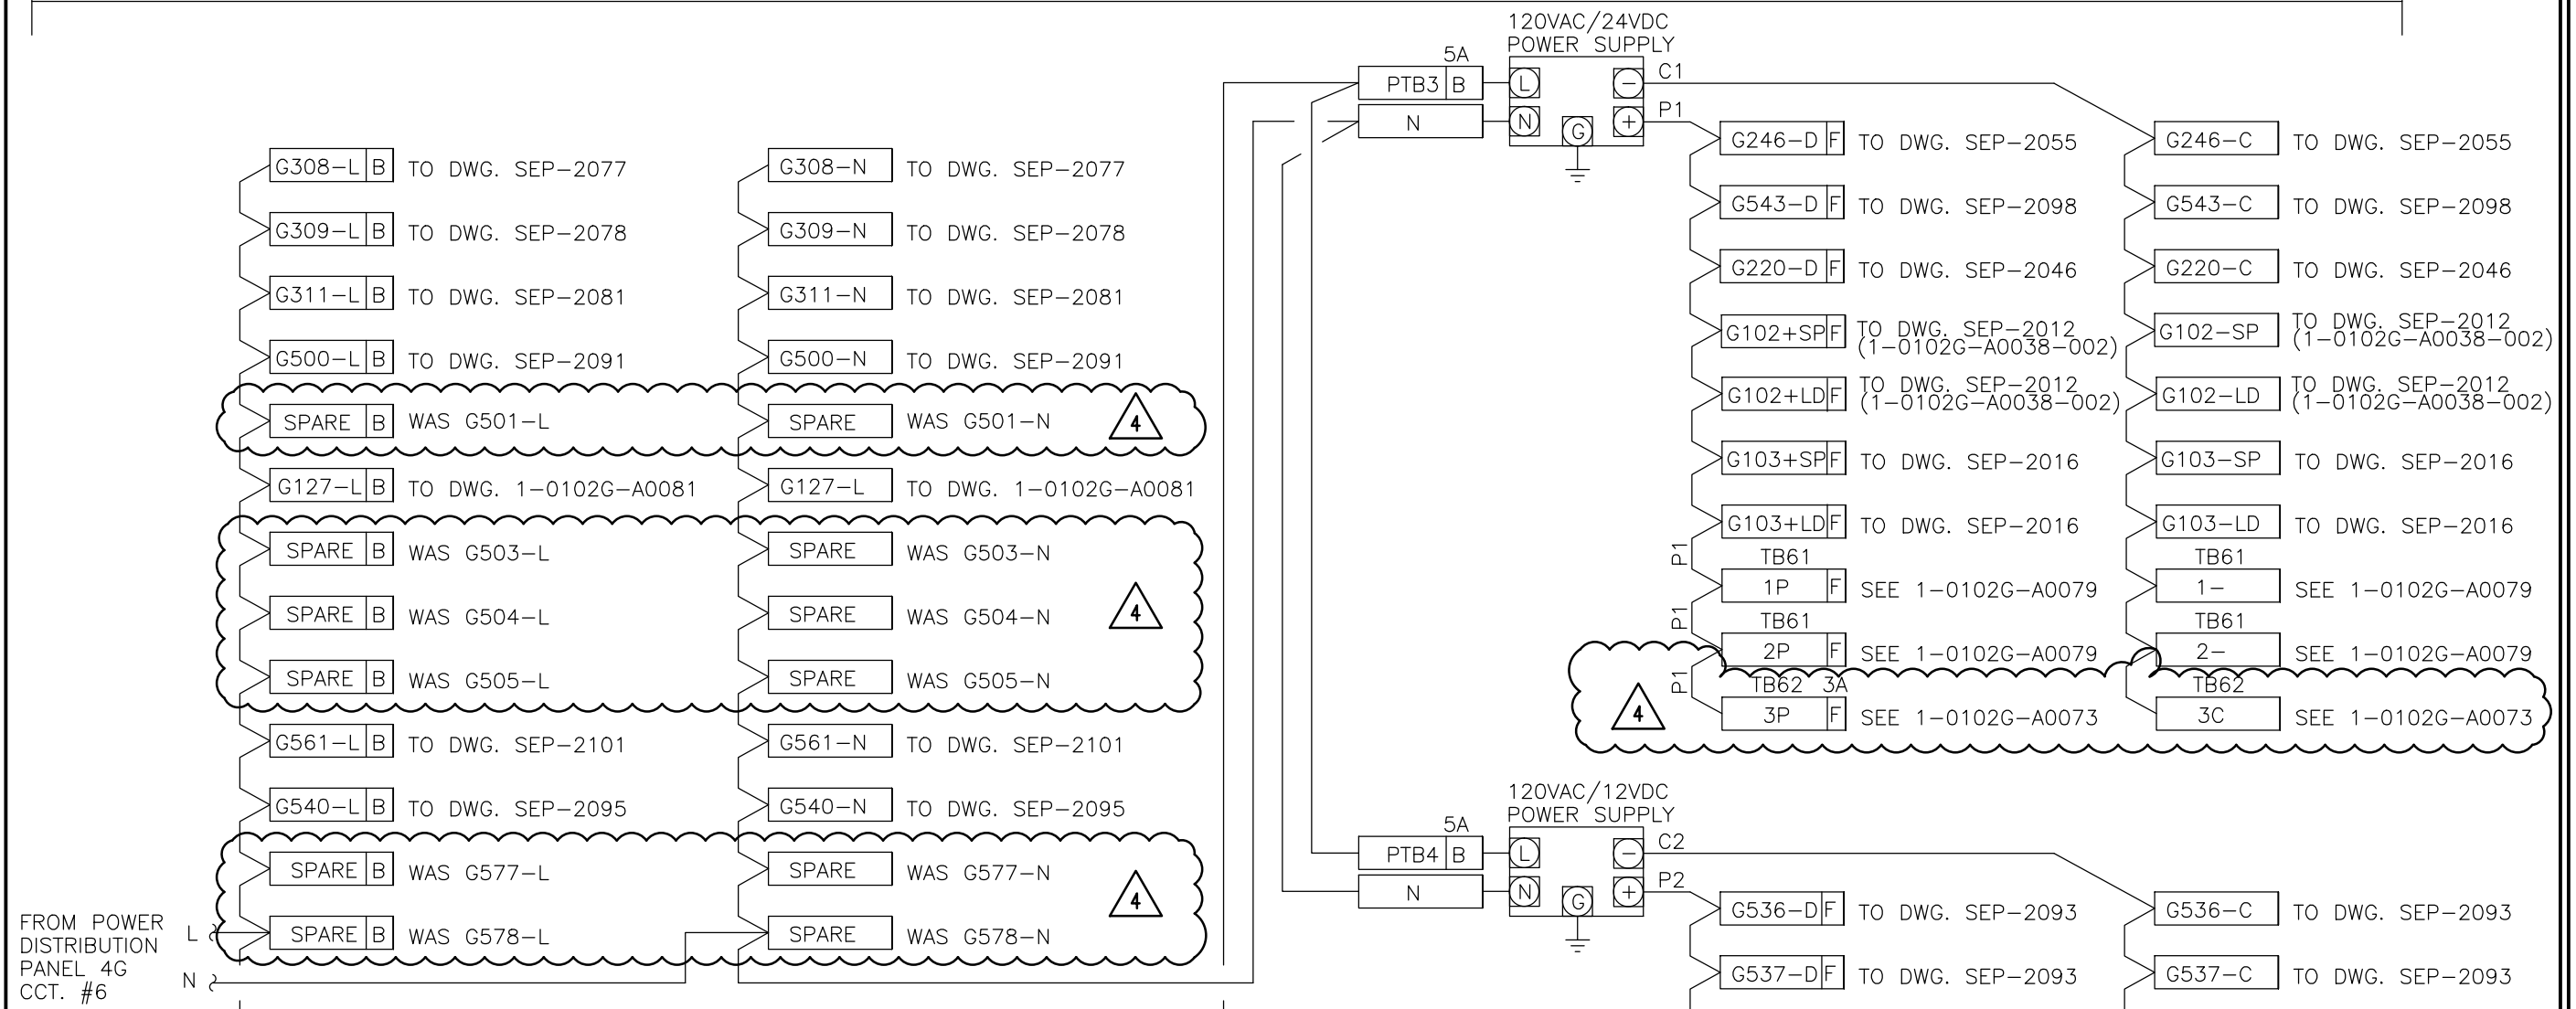 120VAC/24VDC
POWER SUPPLY
5A
PTB3 B L − C1
N N G + P1
G308-L B TO DWG. SEP-2077
G309-L B TO DWG. SEP-2078
G311-L B TO DWG. SEP-2081
G500-L B TO DWG. SEP-2091
SPARE B WAS G501-L
G127-L B TO DWG. 1-0102G-A0081
SPARE B WAS G503-L
SPARE B WAS G504-L
SPARE B WAS G505-L
G561-L B TO DWG. SEP-2101
G540-L B TO DWG. SEP-2095
SPARE B WAS G577-L
SPARE B WAS G578-L
FROM POWER
DISTRIBUTION
PANEL 4G
CCT. #6
L
N
G308-N TO DWG. SEP-2077
G309-N TO DWG. SEP-2078
G311-N TO DWG. SEP-2081
G500-N TO DWG. SEP-2091
SPARE WAS G501-N 4
G127-L TO DWG. 1-0102G-A0081
SPARE WAS G503-N
SPARE WAS G504-N 4
SPARE WAS G505-N
G561-N TO DWG. SEP-2101
G540-N TO DWG. SEP-2095
SPARE WAS G577-N
4
SPARE WAS G578-N
G246-D F TO DWG. SEP-2055
G543-D F TO DWG. SEP-2098
G220-D F TO DWG. SEP-2046
G102+SP F TO DWG. SEP-2012
(1-0102G-A0038-002)
G102+LD F TO DWG. SEP-2012
(1-0102G-A0038-002)
G103+SP F TO DWG. SEP-2016
G103+LD F TO DWG. SEP-2016
P1
TB61
1P F SEE 1-0102G-A0079
P1
TB61
2P F SEE 1-0102G-A0079
P1
TB62 3A
4
3P F SEE 1-0102G-A0073
G246-C TO DWG. SEP-2055
G543-C TO DWG. SEP-2098
G220-C TO DWG. SEP-2046
G102-SP TO DWG. SEP-2012
(1-0102G-A0038-002)
G102-LD TO DWG. SEP-2012
(1-0102G-A0038-002)
G103-SP TO DWG. SEP-2016
G103-LD TO DWG. SEP-2016
TB61
1- SEE 1-0102G-A0079
TB61
2- SEE 1-0102G-A0079
TB62
3C SEE 1-0102G-A0073
120VAC/12VDC
POWER SUPPLY
5A
PTB4 B L − C2
N N G + P2
G536-D F TO DWG. SEP-2093
G537-D F TO DWG. SEP-2093
G536-C TO DWG. SEP-2093
G537-C TO DWG. SEP-2093